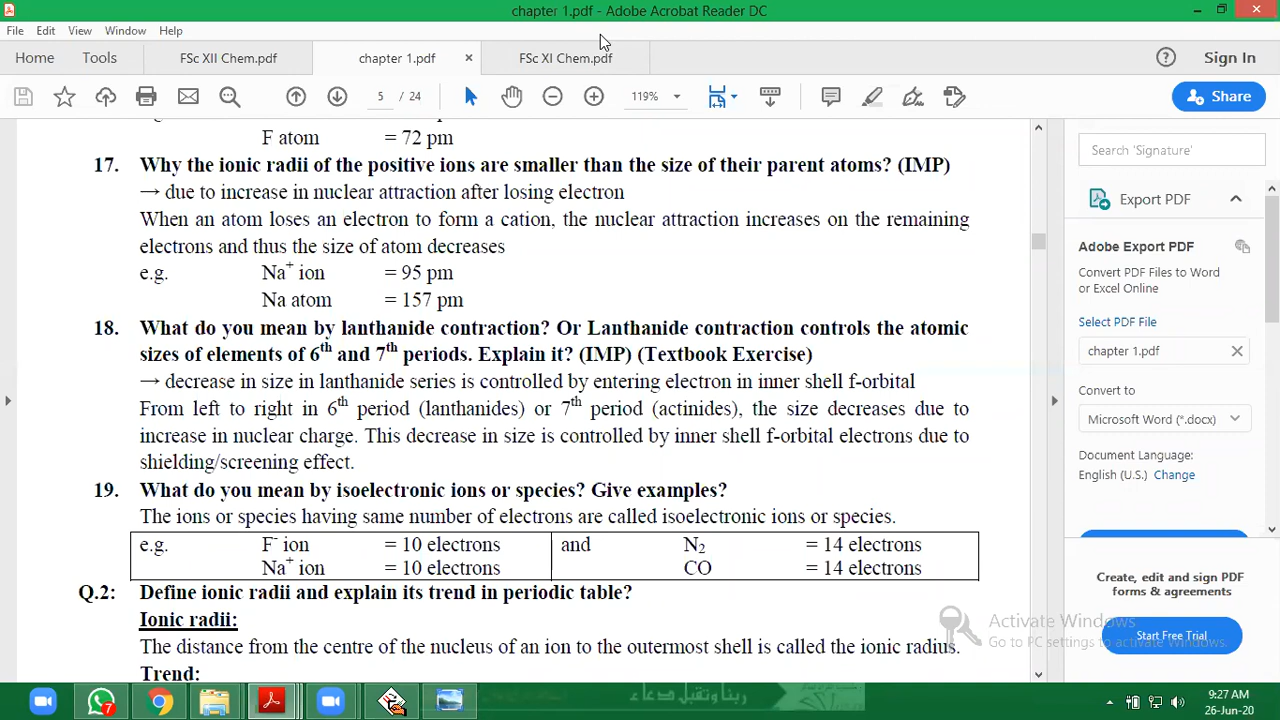 chapter 1.pdf - Adobe Acrobat Reader DC
File Edit View Window Help
Home Tools FSc XII Chem.pdf chapter 1.pdf × FSc XI Chem.pdf ? Sign In
5 / 24 119% Share
F atom = 72 pm
17. Why the ionic radii of the positive ions are smaller than the size of their parent atoms? (IMP)
→ due to increase in nuclear attraction after losing electron
When an atom loses an electron to form a cation, the nuclear attraction increases on the remaining
electrons and thus the size of atom decreases
e.g. Na⁺ ion = 95 pm
Na atom = 157 pm
18. What do you mean by lanthanide contraction? Or Lanthanide contraction controls the atomic
sizes of elements of 6th and 7th periods. Explain it? (IMP) (Textbook Exercise)
→ decrease in size in lanthanide series is controlled by entering electron in inner shell f-orbital
From left to right in 6th period (lanthanides) or 7th period (actinides), the size decreases due to
increase in nuclear charge. This decrease in size is controlled by inner shell f-orbital electrons due to
shielding/screening effect.
19. What do you mean by isoelectronic ions or species? Give examples?
The ions or species having same number of electrons are called isoelectronic ions or species.
e.g. F⁻ ion = 10 electrons and N₂ = 14 electrons
Na⁺ ion = 10 electrons CO = 14 electrons
Q.2: Define ionic radii and explain its trend in periodic table?
Ionic radii:
The distance from the centre of the nucleus of an ion to the outermost shell is called the ionic radius.
Trend:
Search 'Signature'
Export PDF
Adobe Export PDF
Convert PDF Files to Word
or Excel Online
Select PDF File
chapter 1.pdf
Convert to
Microsoft Word (*.docx)
Document Language:
English (U.S.) Change
Create, edit and sign PDF
forms & agreements
Start Free Trial
Activate Windows
Go to PC settings to activate Windows.
7
ربنا وتقبل دعاء
9:27 AM
26-Jun-20